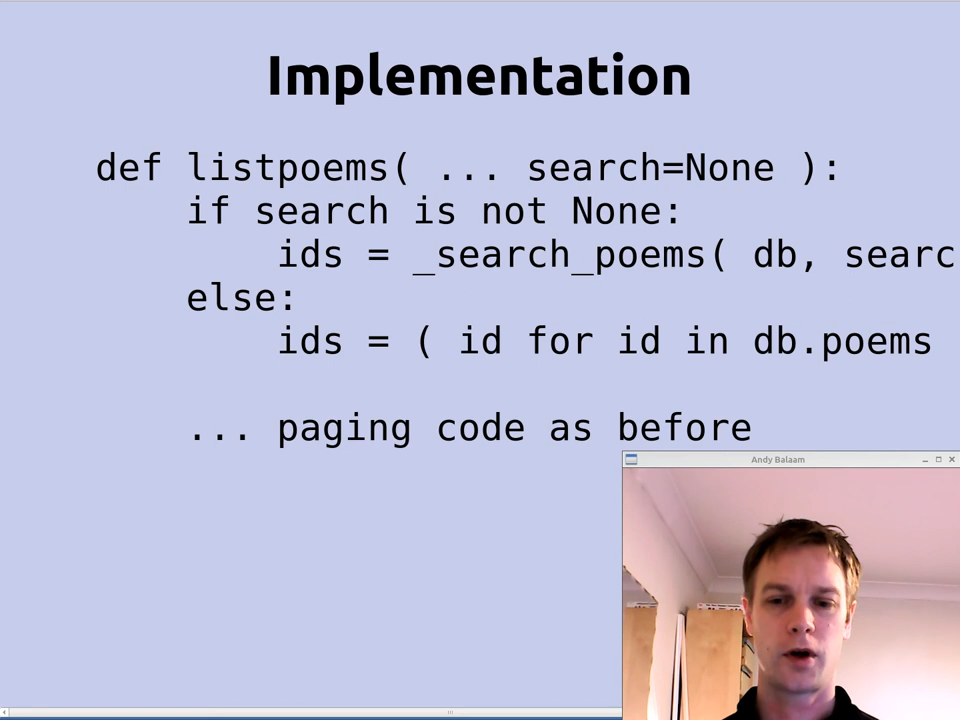 Implementation
def listpoems( ... search=None ):
if search is not None:
ids = _search_poems( db, searc
else:
ids = ( id for id in db.poems
... paging code as before
Andy Balaam